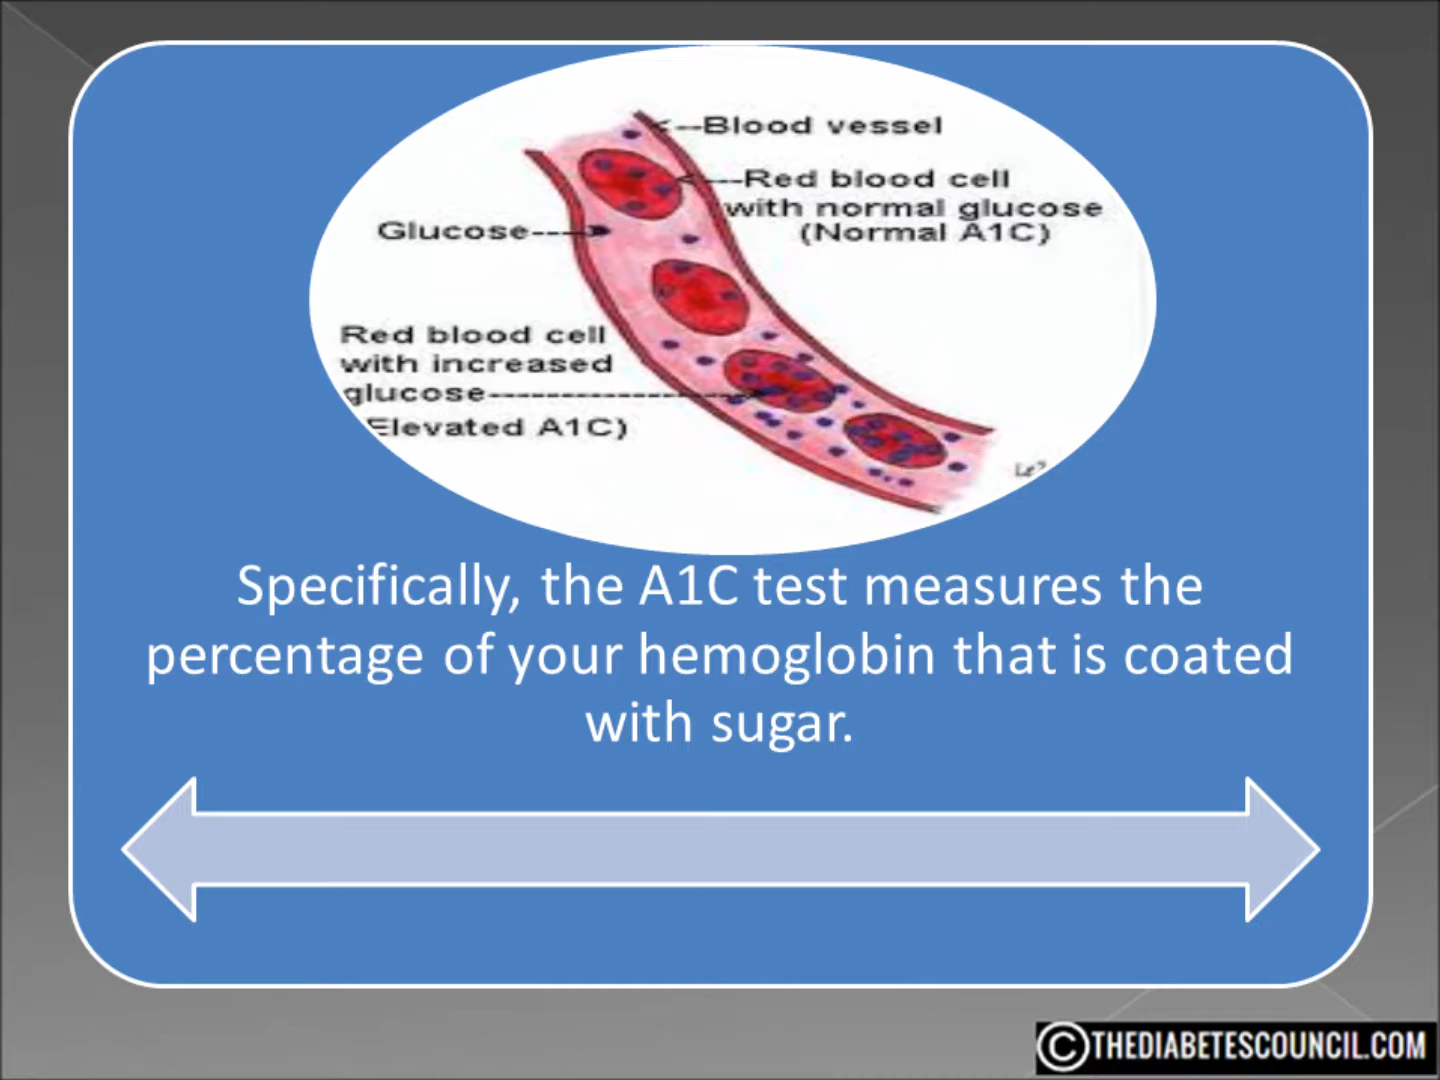 --Blood vessel
---Red blood cell
with normal glucose
(Normal A1C)
Glucose---
Red blood cell
with increased
glucose---------------
Elevated A1C)
Specifically, the A1C test measures the
percentage of your hemoglobin that is coated
with sugar.
© THEDIABETESCOUNCIL.COM